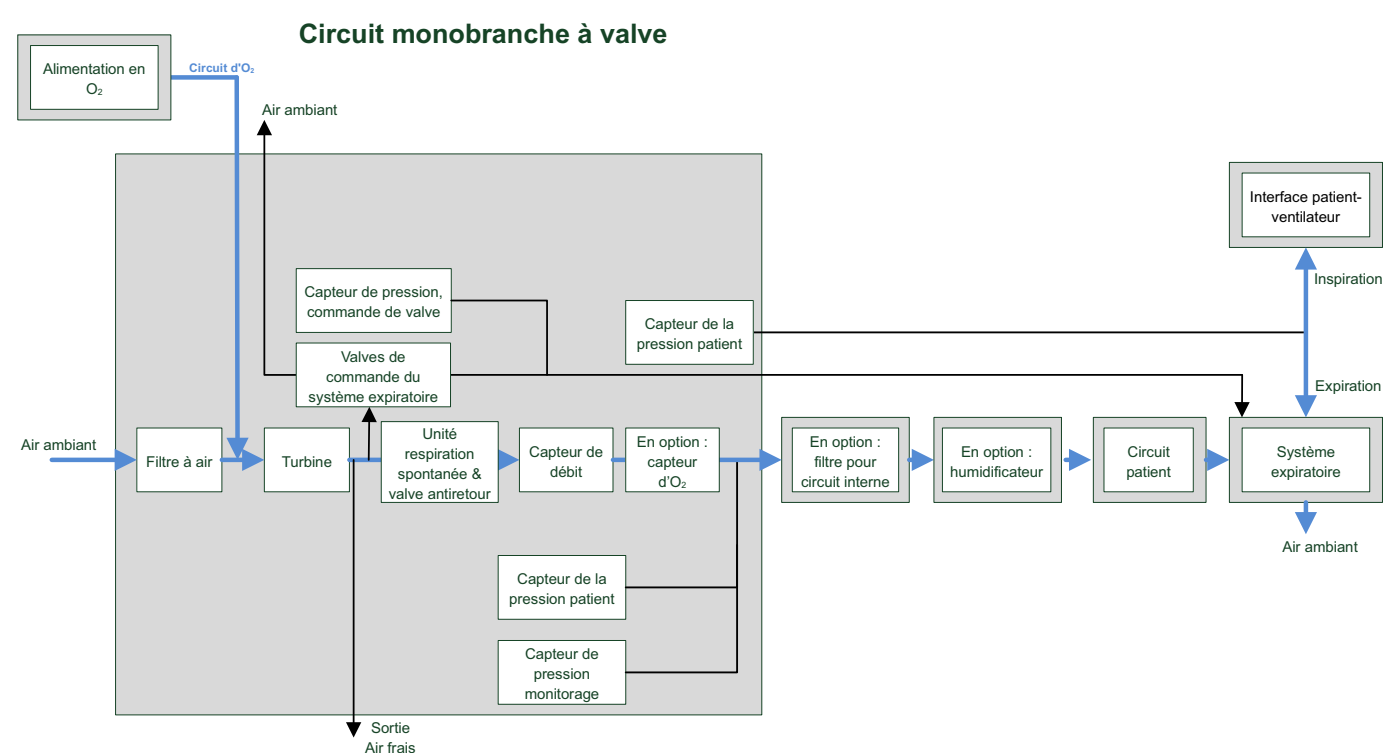 Circuit monobranche à valve
Alimentation en
O₂
Circuit d'O₂
Air ambiant
Interface patient-
ventilateur
Inspiration
Capteur de pression,
commande de valve
Capteur de la
pression patient
Valves de
commande du
système expiratoire
Expiration
Air ambiant
Filtre à air
Turbine
Unité
respiration
spontanée &
valve antiretour
Capteur de
débit
En option :
capteur
d'O₂
En option :
filtre pour
circuit interne
En option :
humidificateur
Circuit
patient
Système
expiratoire
Air ambiant
Capteur de la
pression patient
Capteur de
pression
monitorage
Sortie
Air frais